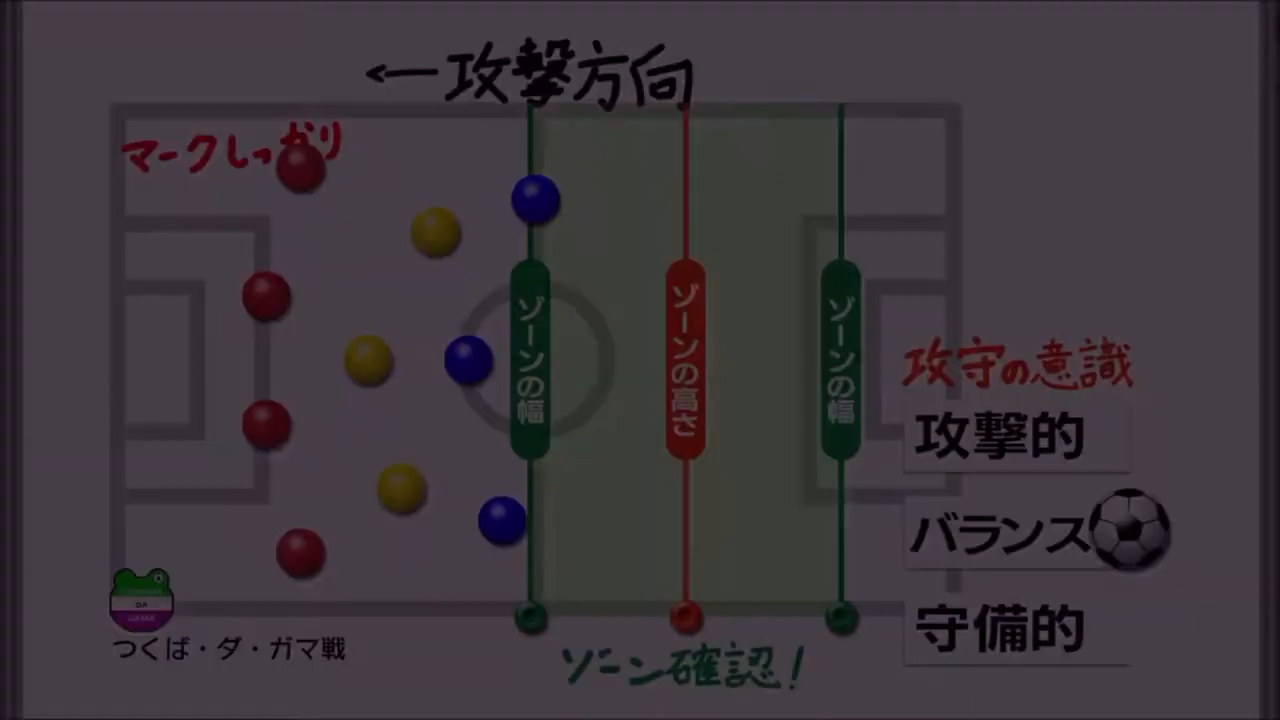 ←攻撃方向
マークしっかり
ゾーンの幅
ゾーンの高さ
ゾーンの幅
攻守の意識
攻撃的
バランス
守備的
DA
つくば・ダ・ガマ戦
ゾーン確認!